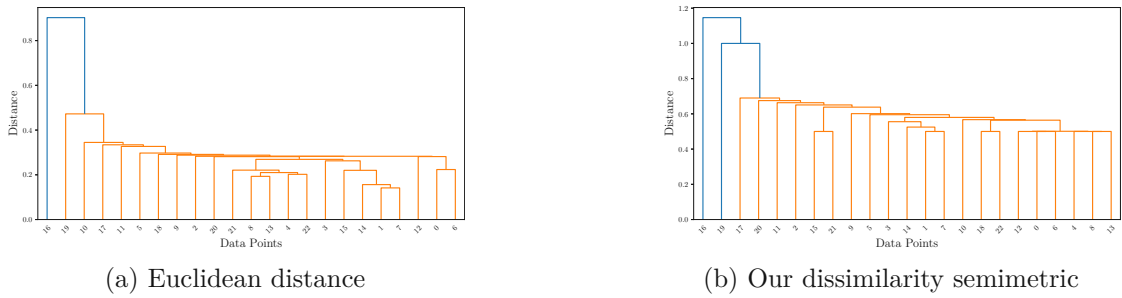 0.8
0.6
0.4
0.2
0.0
Distance
16 19 10 17 11 5 18 9 2 20 21 8 13 4 22 3 15 14 1 7 12 0 6
Data Points
(a) Euclidean distance
1.2
1.0
0.8
0.6
0.4
0.2
0.0
Distance
16 19 17 20 11 2 15 21 9 5 3 14 1 7 10 18 22 12 0 6 4 8 13
Data Points
(b) Our dissimilarity semimetric